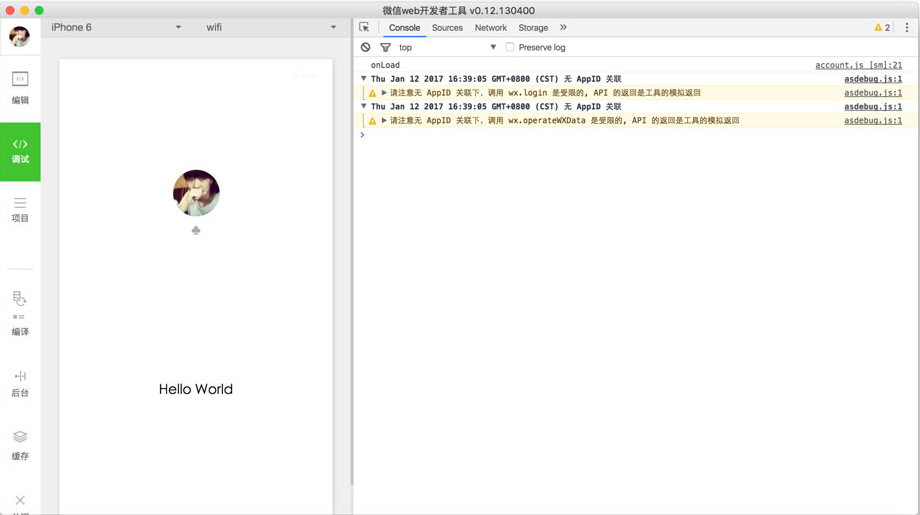 微信web开发者工具 v0.12.130400
iPhone 6
wifi
编辑
调试
项目
编译
后台
缓存
Hello World
Console Sources Network Storage
2
top
Preserve log
onLoad account.js [sm]:21
Thu Jan 12 2017 16:39:05 GMT+0800 (CST) 无 AppID 关联 asdebug.js:1
请注意无 AppID 关联下，调用 wx.login 是受限的, API 的返回是工具的模拟返回 asdebug.js:1
Thu Jan 12 2017 16:39:05 GMT+0800 (CST) 无 AppID 关联 asdebug.js:1
请注意无 AppID 关联下，调用 wx.operateWXData 是受限的, API 的返回是工具的模拟返回 asdebug.js:1